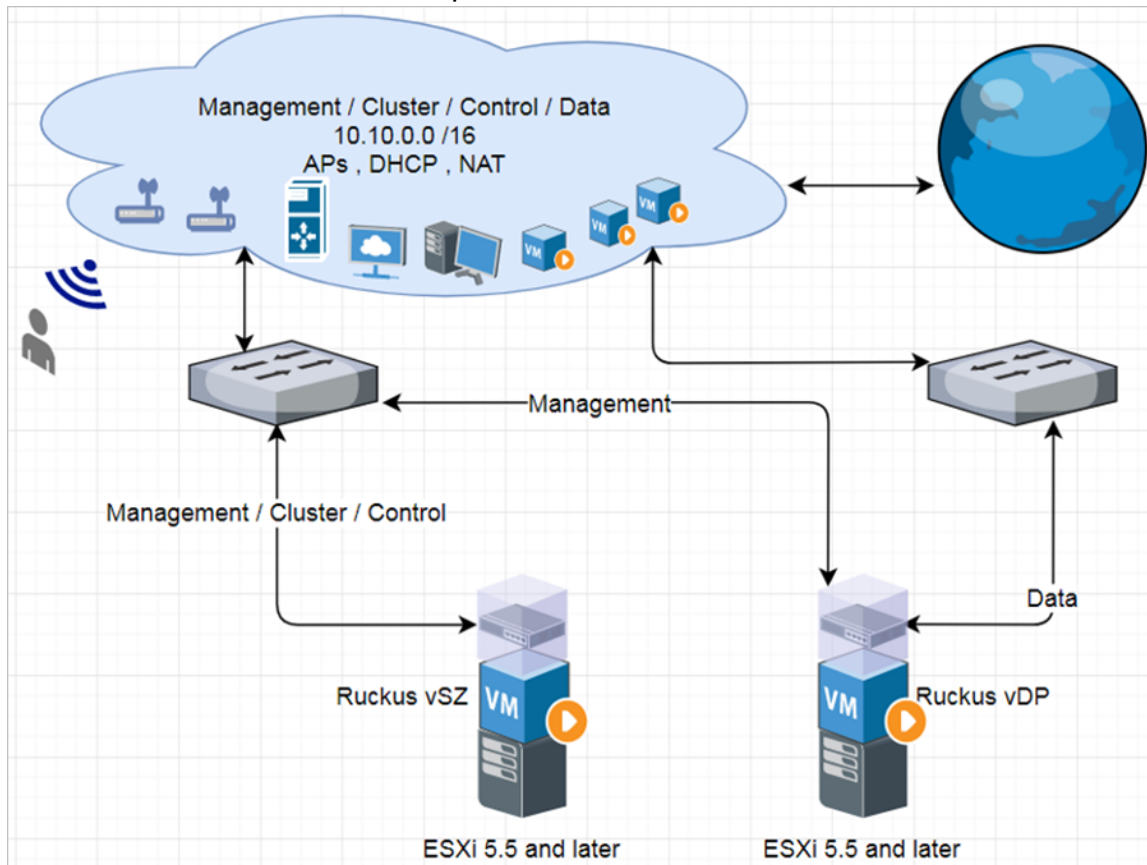 Management / Cluster / Control / Data
10.10.0.0 /16
APs , DHCP , NAT
VM
VM
VM
Management
Management / Cluster / Control
Data
Ruckus vSZ
VM
VM
Ruckus vDP
ESXi 5.5 and later
ESXi 5.5 and later